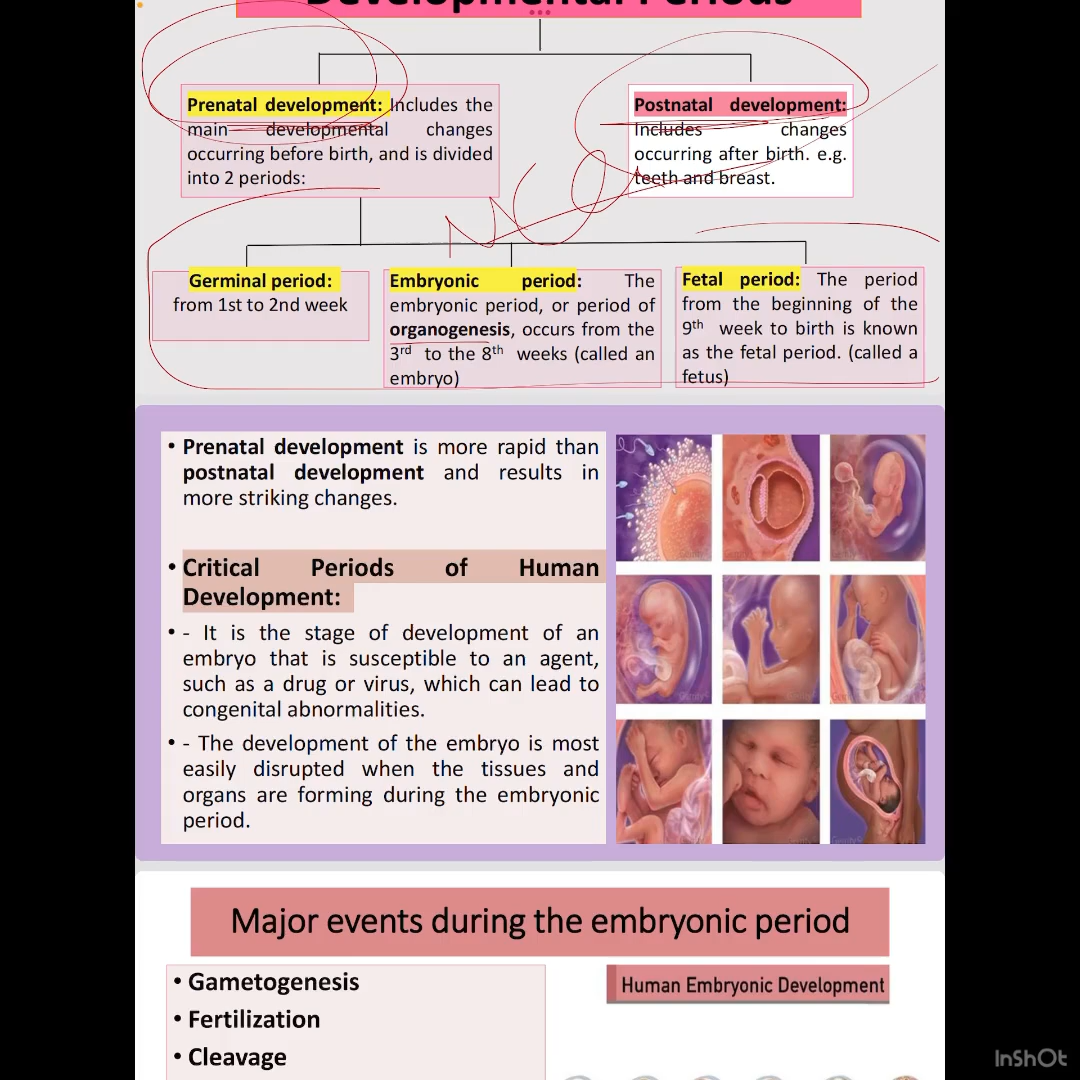 Developmental Periods
Prenatal development: Includes the
main developmental changes
occurring before birth, and is divided
into 2 periods:
Postnatal development:
Includes changes
occurring after birth. e.g.
teeth and breast.
MCQ
Germinal period:
from 1st to 2nd week
Embryonic period: The
embryonic period, or period of
organogenesis, occurs from the
3rd to the 8th weeks (called an
embryo)
Fetal period: The period
from the beginning of the
9th week to birth is known
as the fetal period. (called a
fetus)
• Prenatal development is more rapid than
postnatal development and results in
more striking changes.
• Critical Periods of Human
Development:
• - It is the stage of development of an
embryo that is susceptible to an agent,
such as a drug or virus, which can lead to
congenital abnormalities.
• - The development of the embryo is most
easily disrupted when the tissues and
organs are forming during the embryonic
period.
Major events during the embryonic period
• Gametogenesis
• Fertilization
• Cleavage
Human Embryonic Development
InShOt